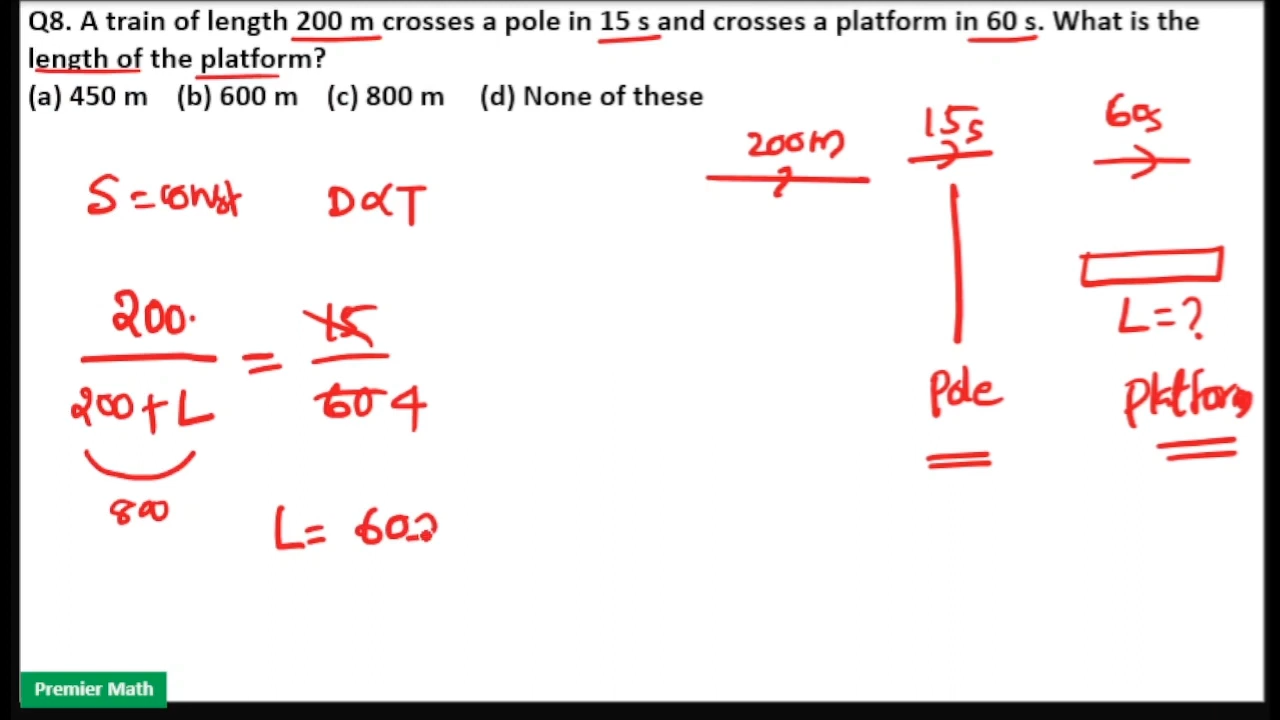 Q8. A train of length 200 m crosses a pole in 15 s and crosses a platform in 60 s. What is the
length of the platform?
(a) 450 m (b) 600 m (c) 800 m (d) None of these
200m 15s 60s
S = const D∝T
200. = 15
200+L 60 4
L=?
Pole Platform
800
L= 600
Premier Math